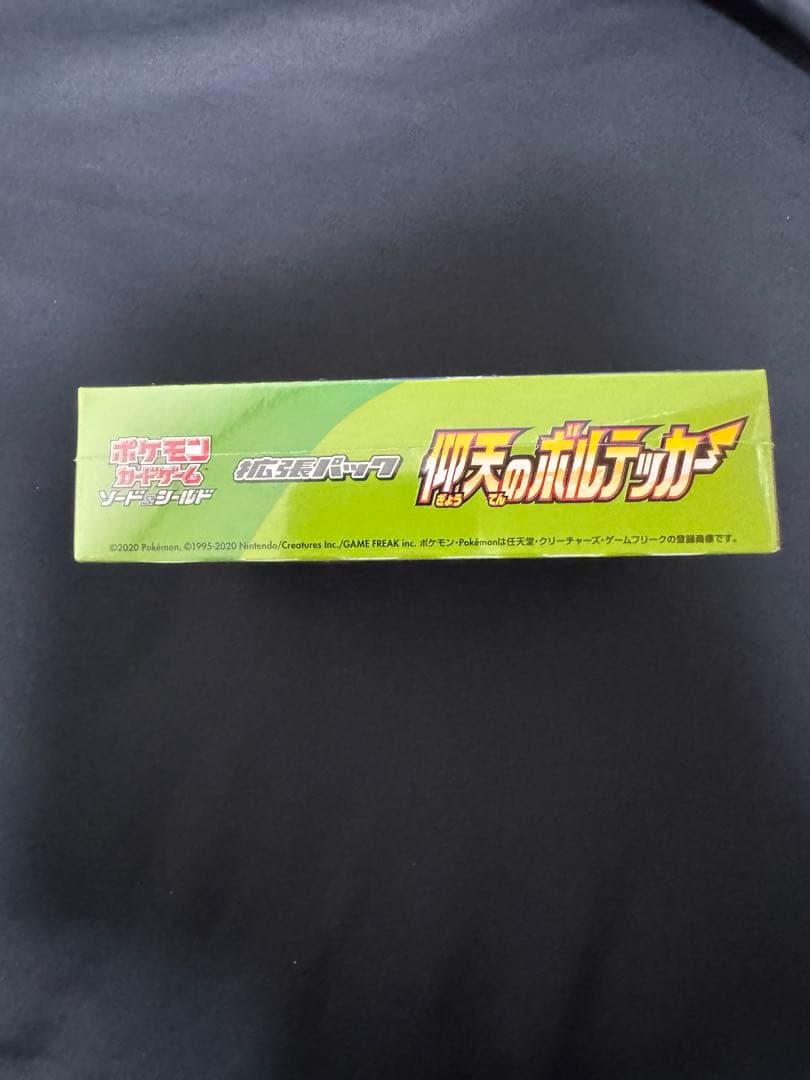 ポケモン
カードゲーム
ソード&シールド
拡張パック
仰天のボルテッカー
ぎょう てん
©2020 Pokémon, ©1995-2020 Nintendo/Creatures Inc./GAME FREAK inc. ポケモン・Pokémonは任天堂・クリーチャーズ・ゲームフリークの登録商標です。